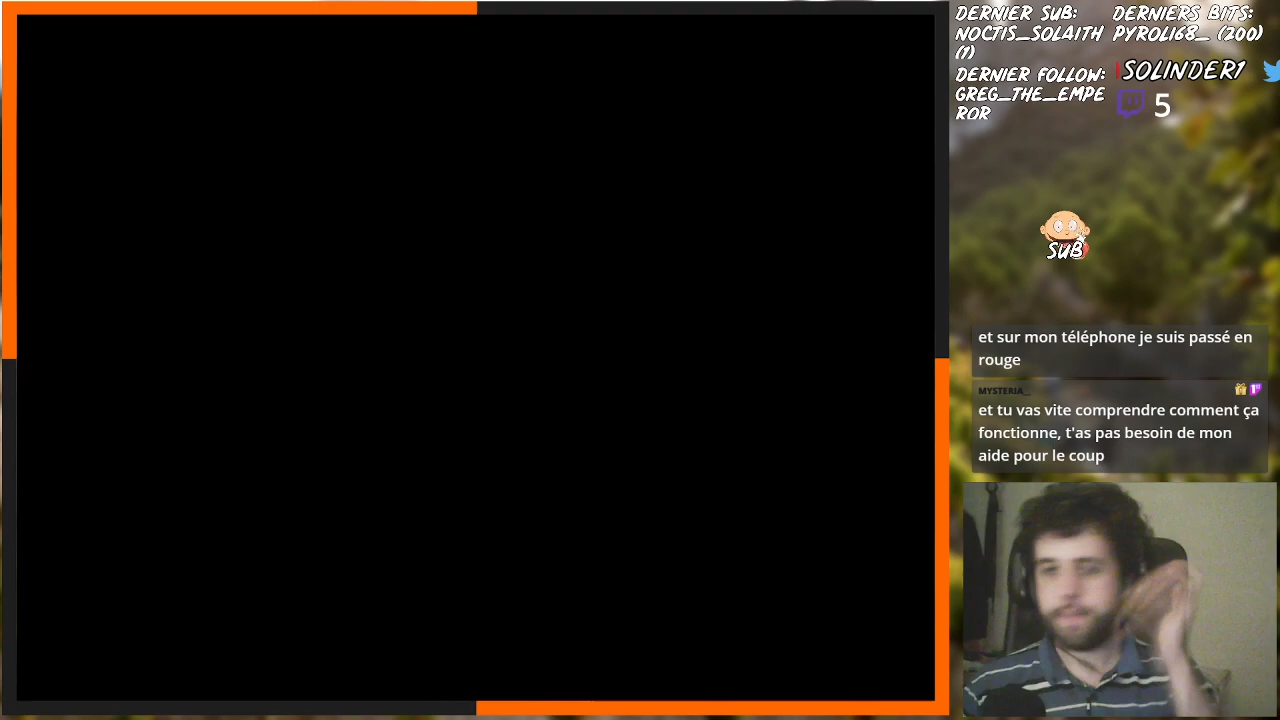 DERNIER SUB:
NOCTIS_SOLAITH
(1)
DERNIER FOLLOW:
GREG_THE_EMPE
ROR
DERNIERS BITS:
PYROLI68_ (200)
SOLINDER1
5
SUB
et sur mon téléphone je suis passé en
rouge
MYSTERIA_
et tu vas vite comprendre comment ça
fonctionne, t'as pas besoin de mon
aide pour le coup